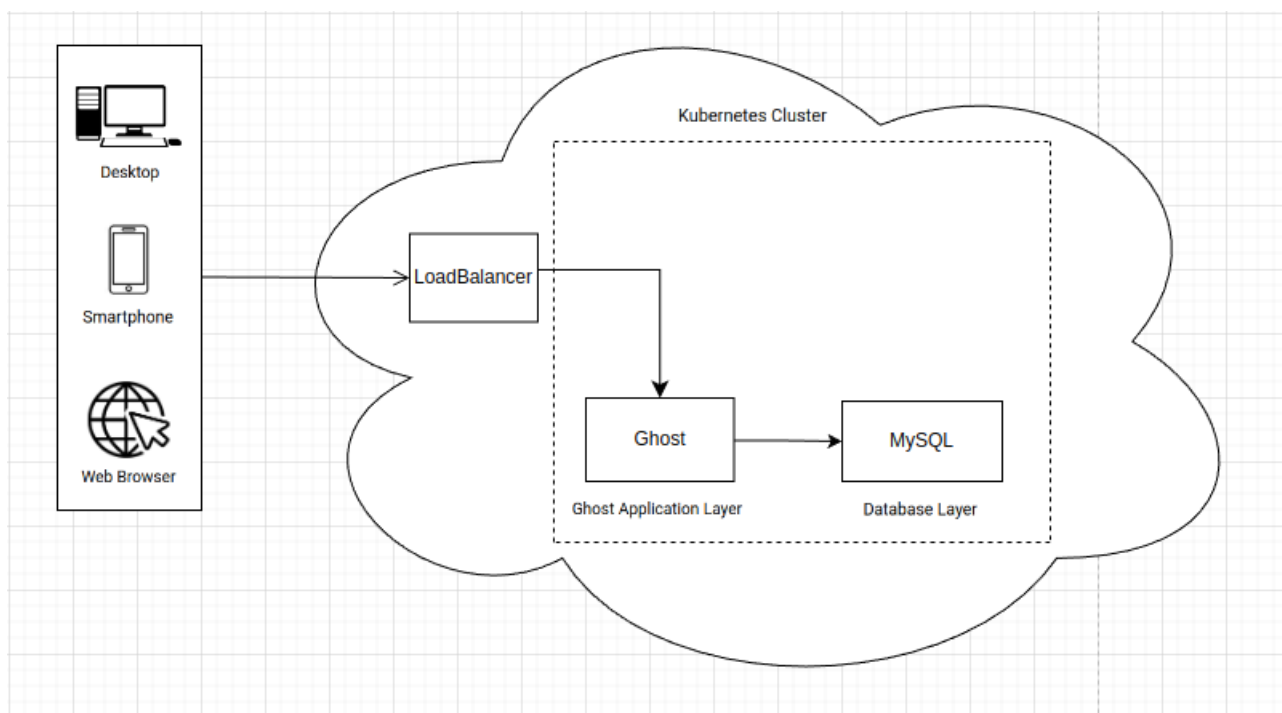 Desktop
Smartphone
Web Browser
Kubernetes Cluster
LoadBalancer
Ghost
Ghost Application Layer
MySQL
Database Layer